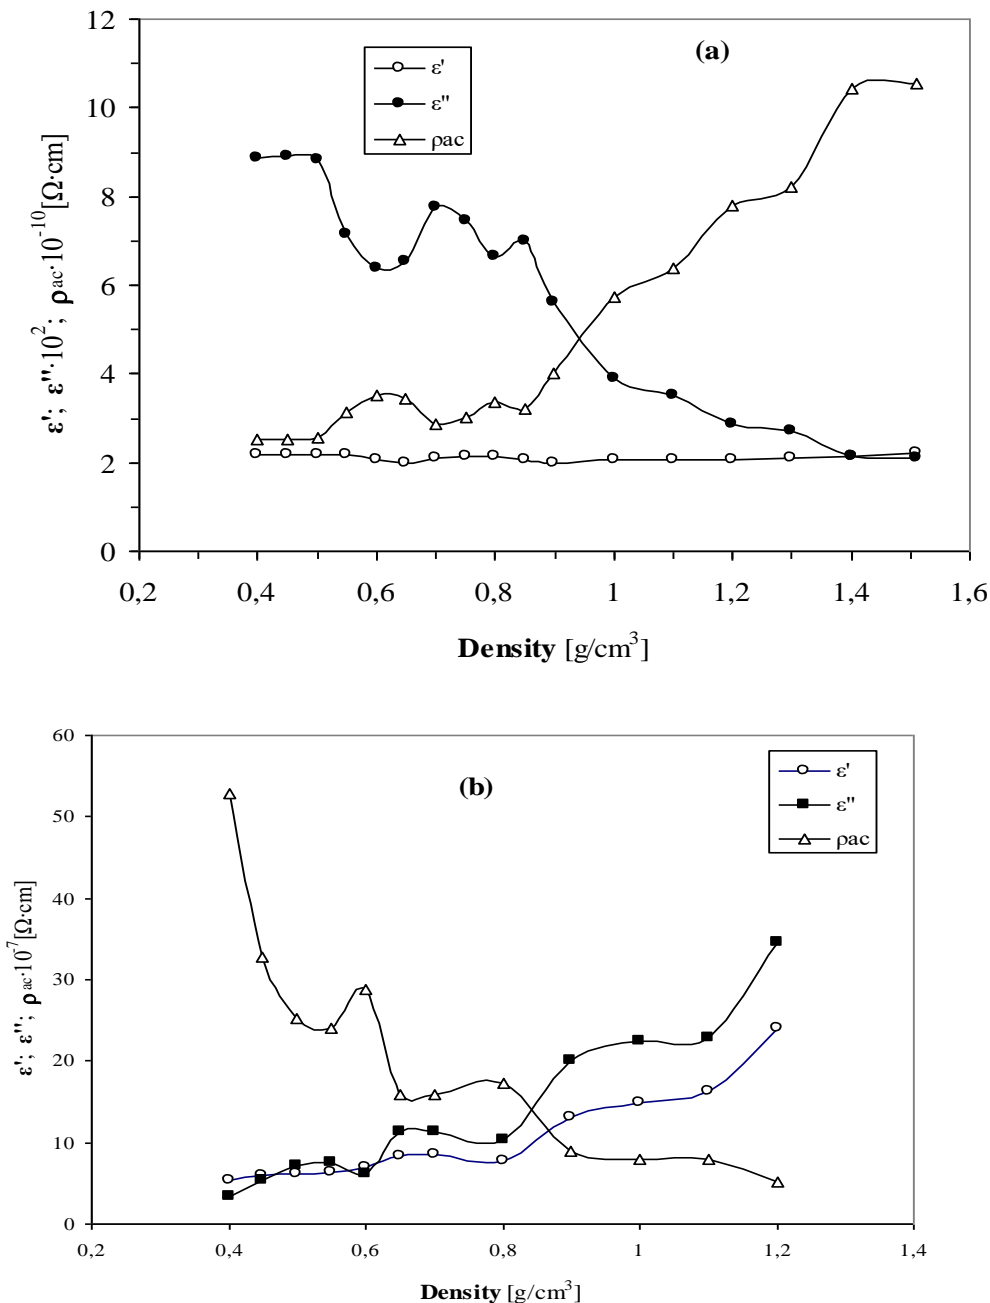 12
(a)
ε'
ε''
ρac
10
8
6
4
2
0
ε'; ε''·10²; ρᵃᶜ·10⁻¹⁰[Ω·cm]
0,2 0,4 0,6 0,8 1 1,2 1,4 1,6
Density [g/cm³]
60
(b)
ε'
ε''
ρac
50
40
30
20
10
0
ε'; ε''; ρᵃᶜ·10⁻⁷[Ω·cm]
0,2 0,4 0,6 0,8 1 1,2 1,4
Density [g/cm³]